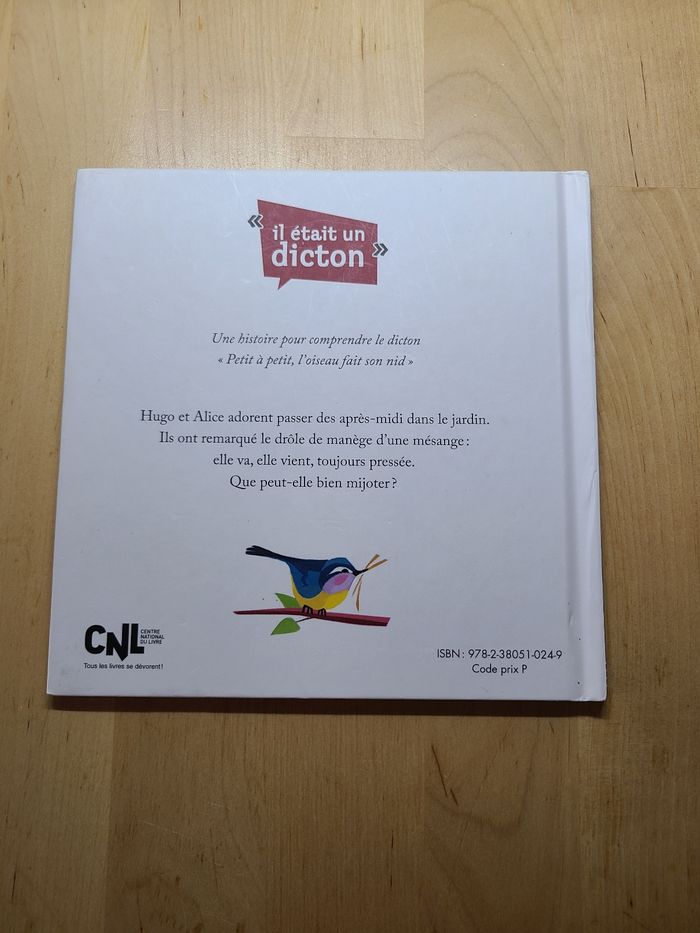 « il était un
dicton »
Une histoire pour comprendre le dicton
« Petit à petit, l'oiseau fait son nid »
Hugo et Alice adorent passer des après-midi dans le jardin.
Ils ont remarqué le drôle de manège d'une mésange :
elle va, elle vient, toujours pressée.
Que peut-elle bien mijoter ?
CNL CENTRE
NATIONAL
DU LIVRE
Tous les livres se dévorent !
ISBN : 978-2-38051-024-9
Code prix P